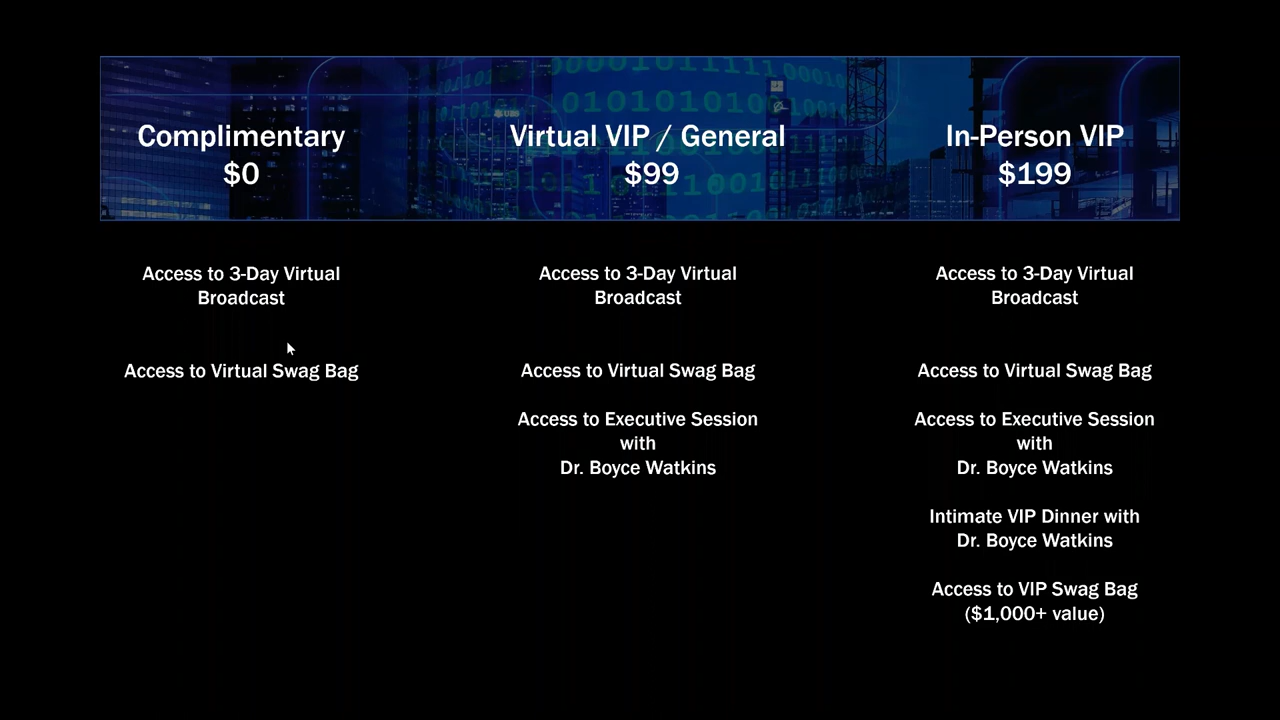 Complimentary
$0
Virtual VIP / General
$99
In-Person VIP
$199
Access to 3-Day Virtual
Broadcast
Access to Virtual Swag Bag
Access to 3-Day Virtual
Broadcast
Access to Virtual Swag Bag
Access to Executive Session
with
Dr. Boyce Watkins
Access to 3-Day Virtual
Broadcast
Access to Virtual Swag Bag
Access to Executive Session
with
Dr. Boyce Watkins
Intimate VIP Dinner with
Dr. Boyce Watkins
Access to VIP Swag Bag
($1,000+ value)